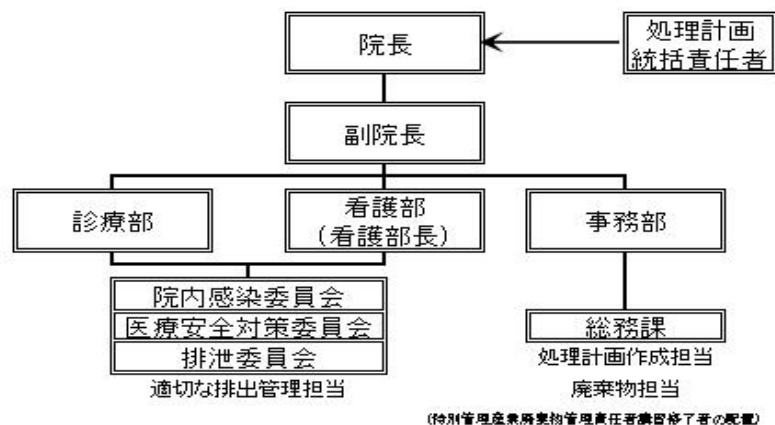 院長
処理計画
統括責任者
副院長
診療部
看護部
(看護部長)
事務部
院内感染委員会
医療安全対策委員会
排泄委員会
適切な排出管理担当
総務課
処理計画作成担当
廃棄物担当
(特別管理産業廃棄物管理責任者講習修了者の配置)